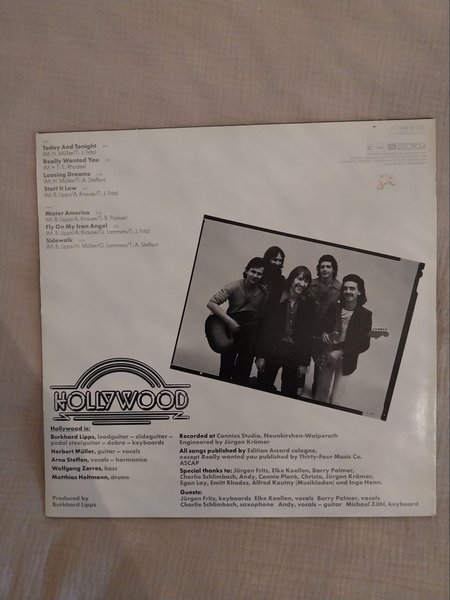 Today And Tonight
(M: H. Müller/T: J. Fritz)
Really Wanted You
(M + T: E. Rhodes)
Loosing Dreams
(M: H. Müller/T: A. Steffen)
Start It Low
(M: B. Lipps/A. Krause/T: J. Fritz)
Mister America
(M: B. Lipps/A. Krause/T: B. Palmer)
Fly On My Iron Angel
(M: B. Lipps/A. Krause/G. Lammers/T: J. Fritz)
Sidewalk
(M: B. Lipps/H. Müller/G. Lammers/T: A. Steffen)
HOLLYWOOD
Hollywood is:
Burkhard Lipps, leadguitar – slideguitar –
pedal steelguitar – dobro – keyboards
Herbert Müller, guitar – vocals
Arno Steffen, vocals – harmonica
Wolfgang Zerres, bass
Matthias Holtmann, drums
Produced by
Burkhard Lipps
Recorded at Connies Studio, Neunkirchen-Wolperath
Engineered by Jürgen Krämer
All songs published by Edition Accord cologne,
except Really wanted you published by Thirty-Four Music Co.
ASCAP
Special thanks to: Jürgen Fritz, Elke Koellen, Barry Palmer,
Charlie Schlimbach, Andy, Connie Plank, Christa, Jürgen Krämer,
Egon Lay, Emitt Rhodes, Alfred Koutny (Musikladen) und Inge Henn.
Guests:
Jürgen Fritz, keyboards Elke Koellen, vocals Barry Palmer, vocals
Charlie Schlimbach, saxophone Andy, vocals – guitar Michael Zähl, keyboard